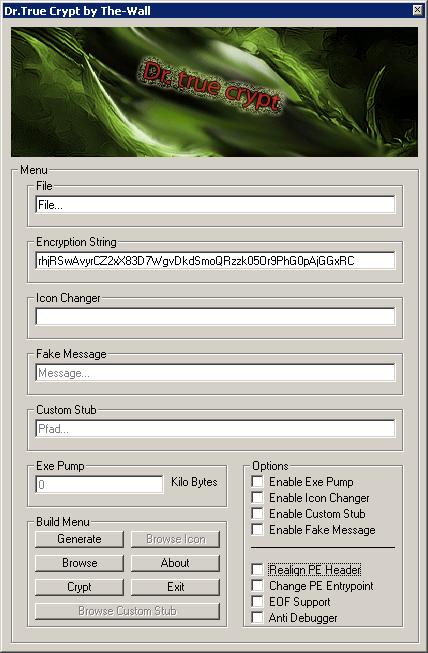 Dr.True Crypt by The-Wall
Dr. true crypt
Menu
File
File...
Encryption String
rhjRSwAvyrCZ2xX83D7WgvDkdSmoQRzzk05Or9PhG0pAjGGxRC
Icon Changer
Fake Message
Message...
Custom Stub
Pfad...
Exe Pump
0 Kilo Bytes
Build Menu
Generate Browse Icon
Browse About
Crypt Exit
Browse Custom Stub
Options
Enable Exe Pump
Enable Icon Changer
Enable Custom Stub
Enable Fake Message
Realign PE Header
Change PE Entrypoint
EOF Support
Anti Debugger